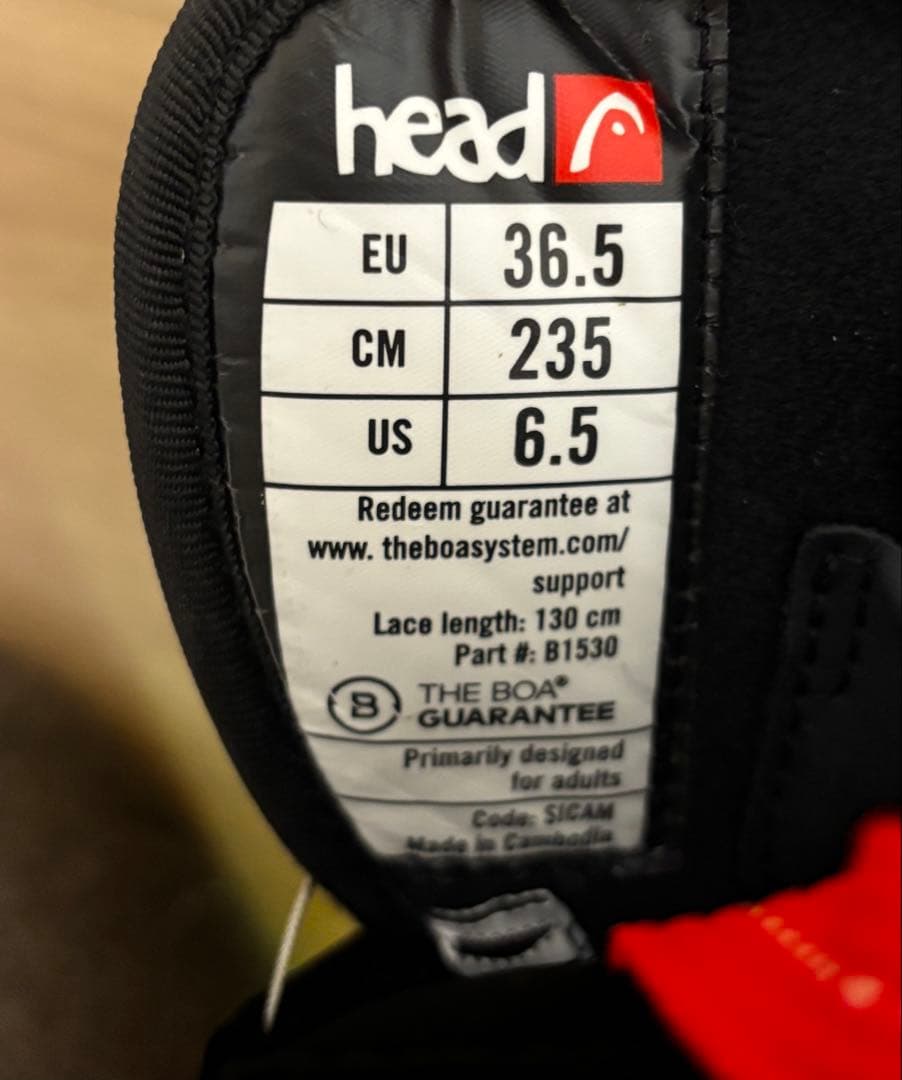 head
EU 36.5
CM 235
US 6.5
Redeem guarantee at
www. theboasystem.com/
support
Lace length: 130 cm
Part #: B1530
B THE BOA®
GUARANTEE
Primarily designed
for adults
Code: SICAM
Made in Cambodia